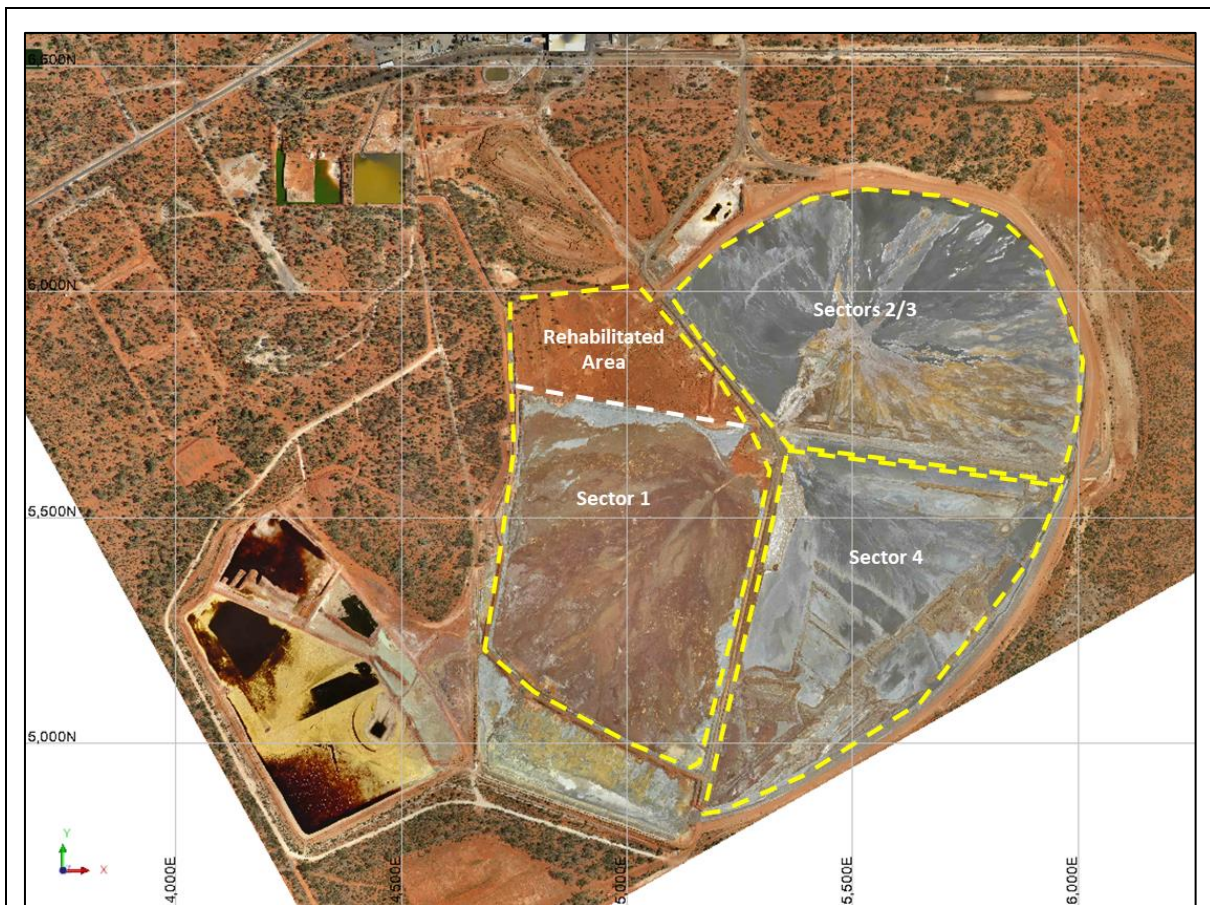 6,500N
Sectors 2/3
6,000N
Rehabilitated
Area
Sector 1
5,500N
Sector 4
5,000N
Y
X
4,000E
4,500E
5,000E
5,500E
6,000E